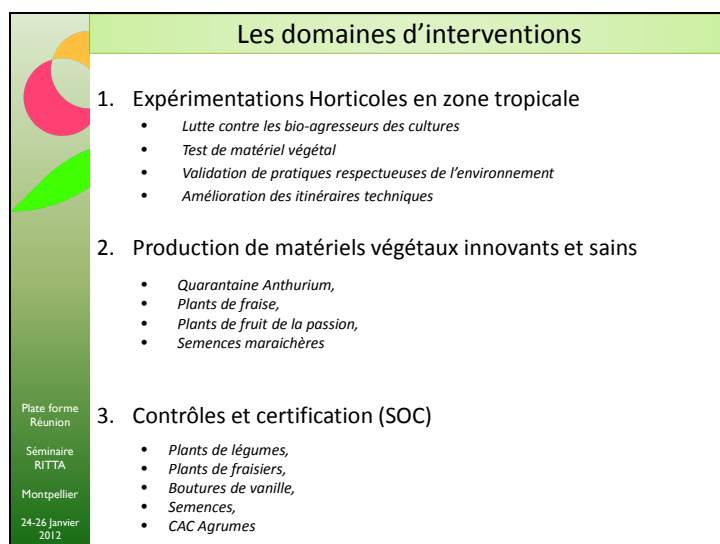 Les domaines d’interventions
1. Expérimentations Horticoles en zone tropicale
• Lutte contre les bio-agresseurs des cultures
• Test de matériel végétal
• Validation de pratiques respectueuses de l’environnement
• Amélioration des itinéraires techniques
2. Production de matériels végétaux innovants et sains
• Quarantaine Anthurium,
• Plants de fraise,
• Plants de fruit de la passion,
• Semences maraichères
3. Contrôles et certification (SOC)
• Plants de légumes,
• Plants de fraisiers,
• Boutures de vanille,
• Semences,
• CAC Agrumes
Plate forme
Réunion
Séminaire
RITTA
Montpellier
24-26 Janvier
2012